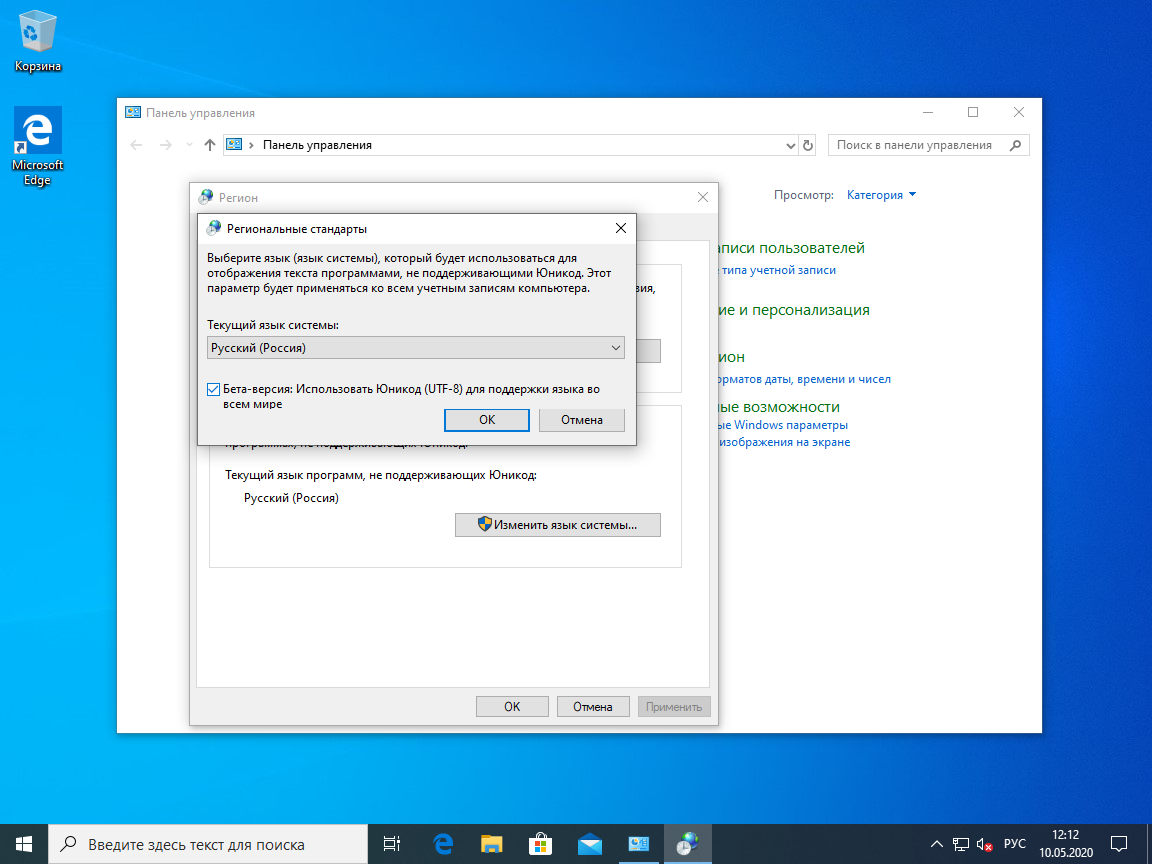 Корзина
Microsoft
Edge
Панель управления
Панель управления
Поиск в панели управления
Просмотр: Категория
Регион
Региональные стандарты
Выберите язык (язык системы), который будет использоваться для
отображения текста программами, не поддерживающими Юникод. Этот
параметр будет применяться ко всем учетным записям компьютера.
Текущий язык системы:
Русский (Россия)
Бета-версия: Использовать Юникод (UTF-8) для поддержки языка во
всем мире
ОК
Отмена
типа учетной записи
ие и персонализация
ион
орматов даты, времени и чисел
ые возможности
ые Windows параметры
изображения на экране
Текущий язык программ, не поддерживающих Юникод:
Русский (Россия)
Изменить язык системы...
ОК
Отмена
Применить
Введите здесь текст для поиска
РУС
12:12
10.05.2020